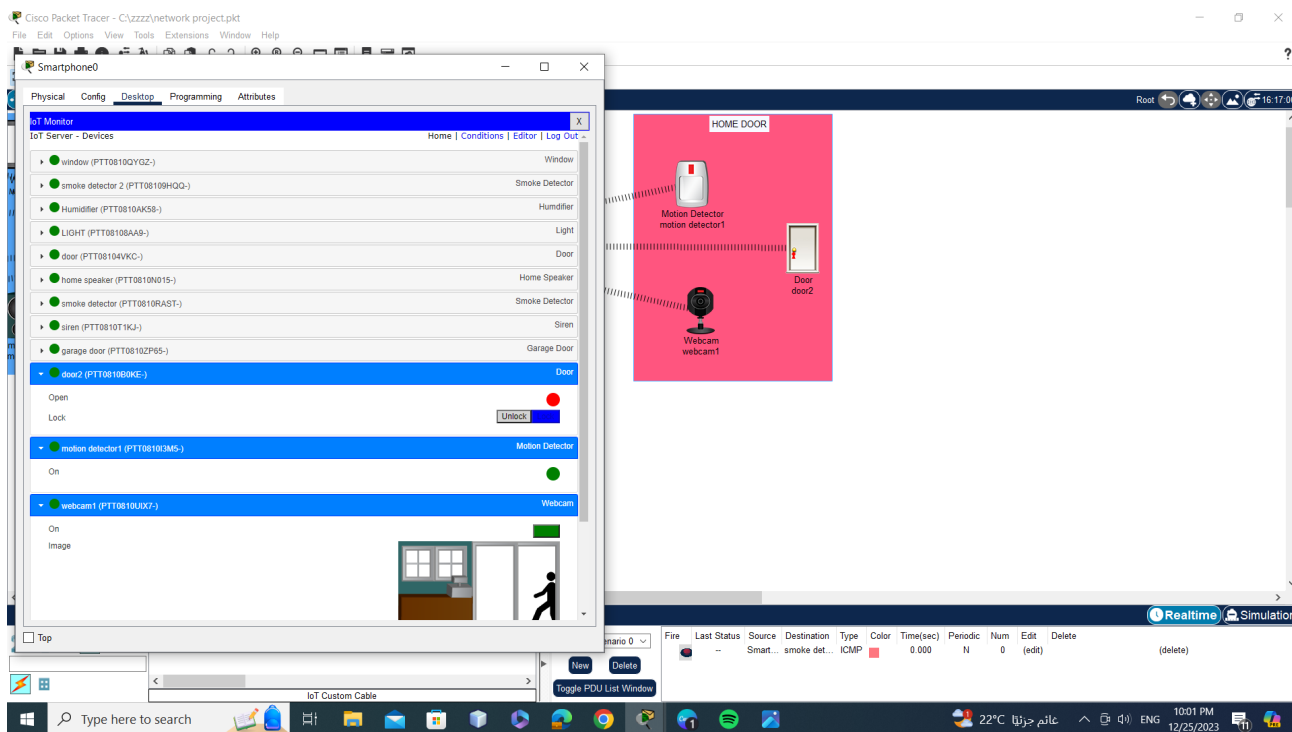 Cisco Packet Tracer - C:\zzzz\network project.pkt
File Edit Options View Tools Extensions Window Help
?
Smartphone0
Physical Config Desktop Programming Attributes
IoT Monitor X
IoT Server - Devices Home | Conditions | Editor | Log Out
window (PTT0810QYGZ-) Window
smoke detector 2 (PTT08109HQQ-) Smoke Detector
Humidifier (PTT0810AK58-) Humdifier
LIGHT (PTT08108AA9-) Light
door (PTT08104VKC-) Door
home speaker (PTT0810N015-) Home Speaker
smoke detector (PTT0810RAST-) Smoke Detector
siren (PTT0810T1KJ-) Siren
garage door (PTT0810ZP65-) Garage Door
door2 (PTT0810B0KE-) Door
Open
Lock Unlock
motion detector1 (PTT0810I3M5-) Motion Detector
On
webcam1 (PTT0810UIX7-) Webcam
On
Image
Top
Root 16:17:0
HOME DOOR
Motion Detector
motion detector1
Door
door2
Webcam
webcam1
Realtime Simulation
nario 0
New Delete
Toggle PDU List Window
Fire Last Status Source Destination Type Color Time(sec) Periodic Num Edit Delete
-- Smart... smoke det... ICMP 0.000 N 0 (edit) (delete)
IoT Custom Cable
Type here to search
22°C غائم جزئيًا
ENG
10:01 PM
12/25/2023